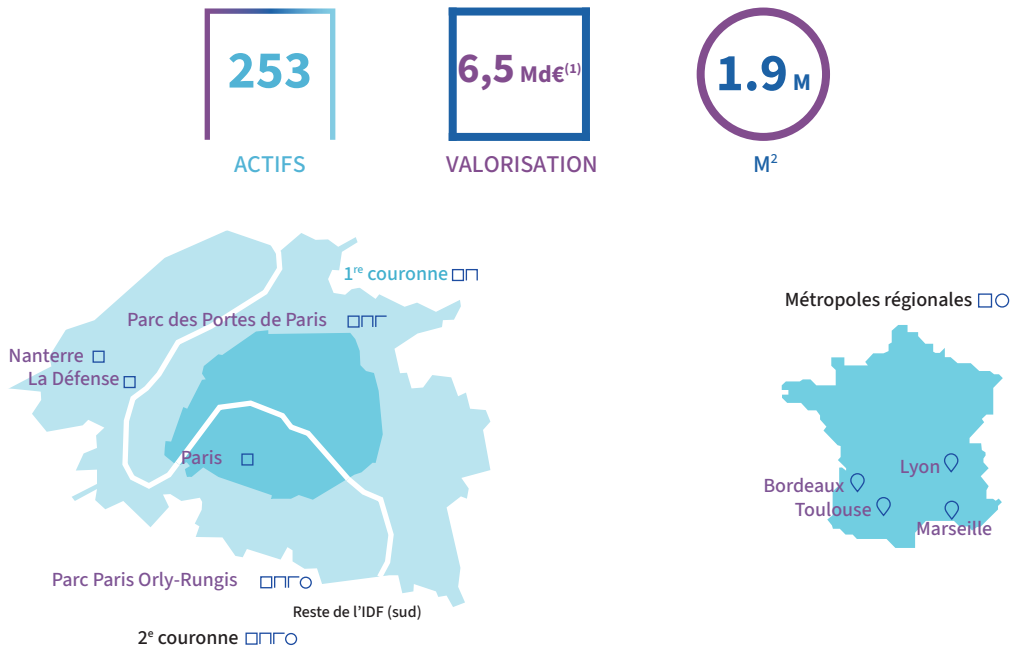 253
ACTIFS
6,5 Md€(1)
VALORISATION
1.9 M
M²
1re couronne
Parc des Portes de Paris
Nanterre
La Défense
Paris
Parc Paris Orly-Rungis
Reste de l’IDF (sud)
2e couronne
Métropoles régionales
Lyon
Bordeaux
Toulouse
Marseille